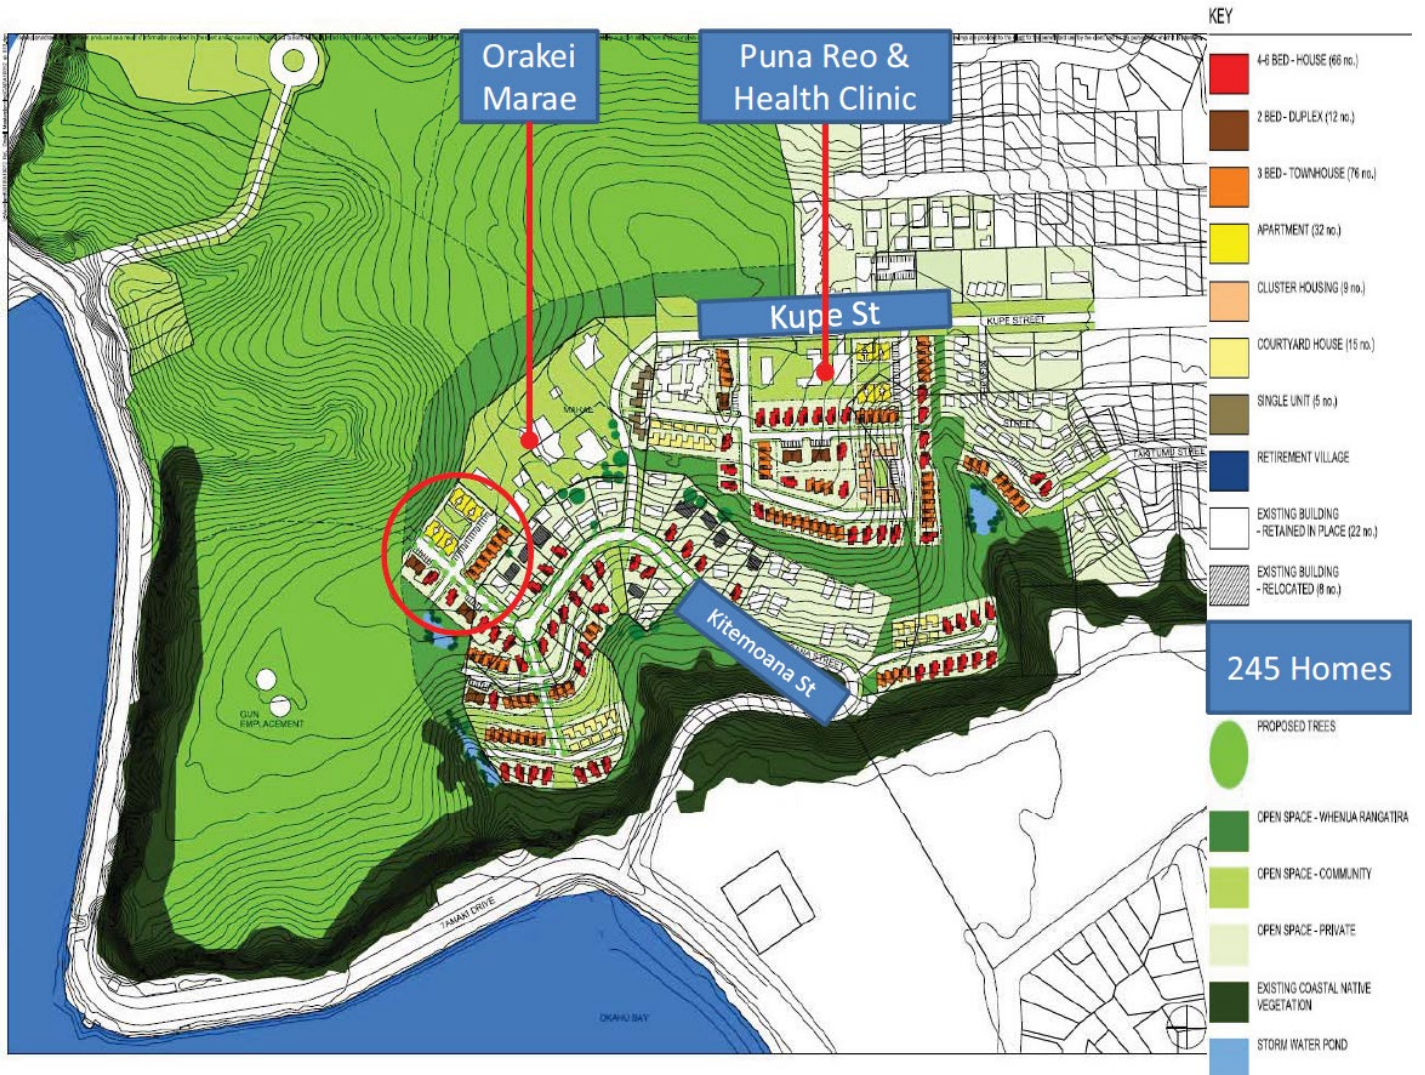 Orakei
Marae
Puna Reo &
Health Clinic
Kupe St
KUPE STREET
MARAE
STREET
TAKITUMU STREET
Kitemoana St
STREET
GUN
EMPLACEMENT
TAMAKI DRIVE
OKAHU BAY
KEY
4-6 BED - HOUSE (66 no.)
2 BED - DUPLEX (12 no.)
3 BED - TOWNHOUSE (76 no.)
APARTMENT (32 no.)
CLUSTER HOUSING (9 no.)
COURTYARD HOUSE (15 no.)
SINGLE UNIT (5 no.)
RETIREMENT VILLAGE
EXISTING BUILDING
- RETAINED IN PLACE (22 no.)
EXISTING BUILDING
- RELOCATED (8 no.)
245 Homes
PROPOSED TREES
OPEN SPACE - WHENUA RANGATIRA
OPEN SPACE - COMMUNITY
OPEN SPACE - PRIVATE
EXISTING COASTAL NATIVE
VEGETATION
STORM WATER POND